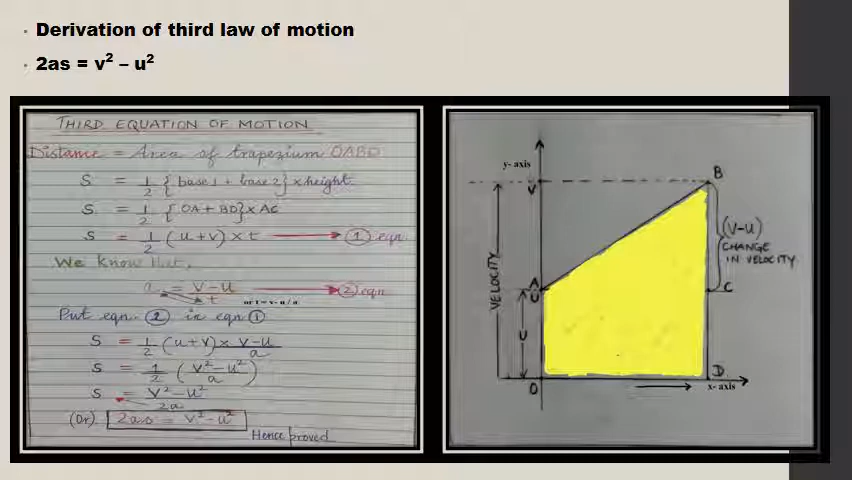 Derivation of third law of motion
2as = v² – u²
THIRD EQUATION OF MOTION
Distance = Area of trapezium OABD
S = 1/2 {base 1 + base 2} × height
S = 1/2 {OA + BD} × AC
S = 1/2 (u+v) × t → ① eqn.
We know that,
a = v-u/t → ② eqn
or t = v- u / a
Put eqn. ② in eqn ①
S = 1/2 (u+v) × v-u/a
S = 1/2 (v²-u²/a)
S = v²-u²/2a
(Or) 2as = v²-u²
Hence proved
y- axis
B
V
(V-U)
CHANGE
IN VELOCITY
VELOCITY
A
U
C
U
O
D
x- axis